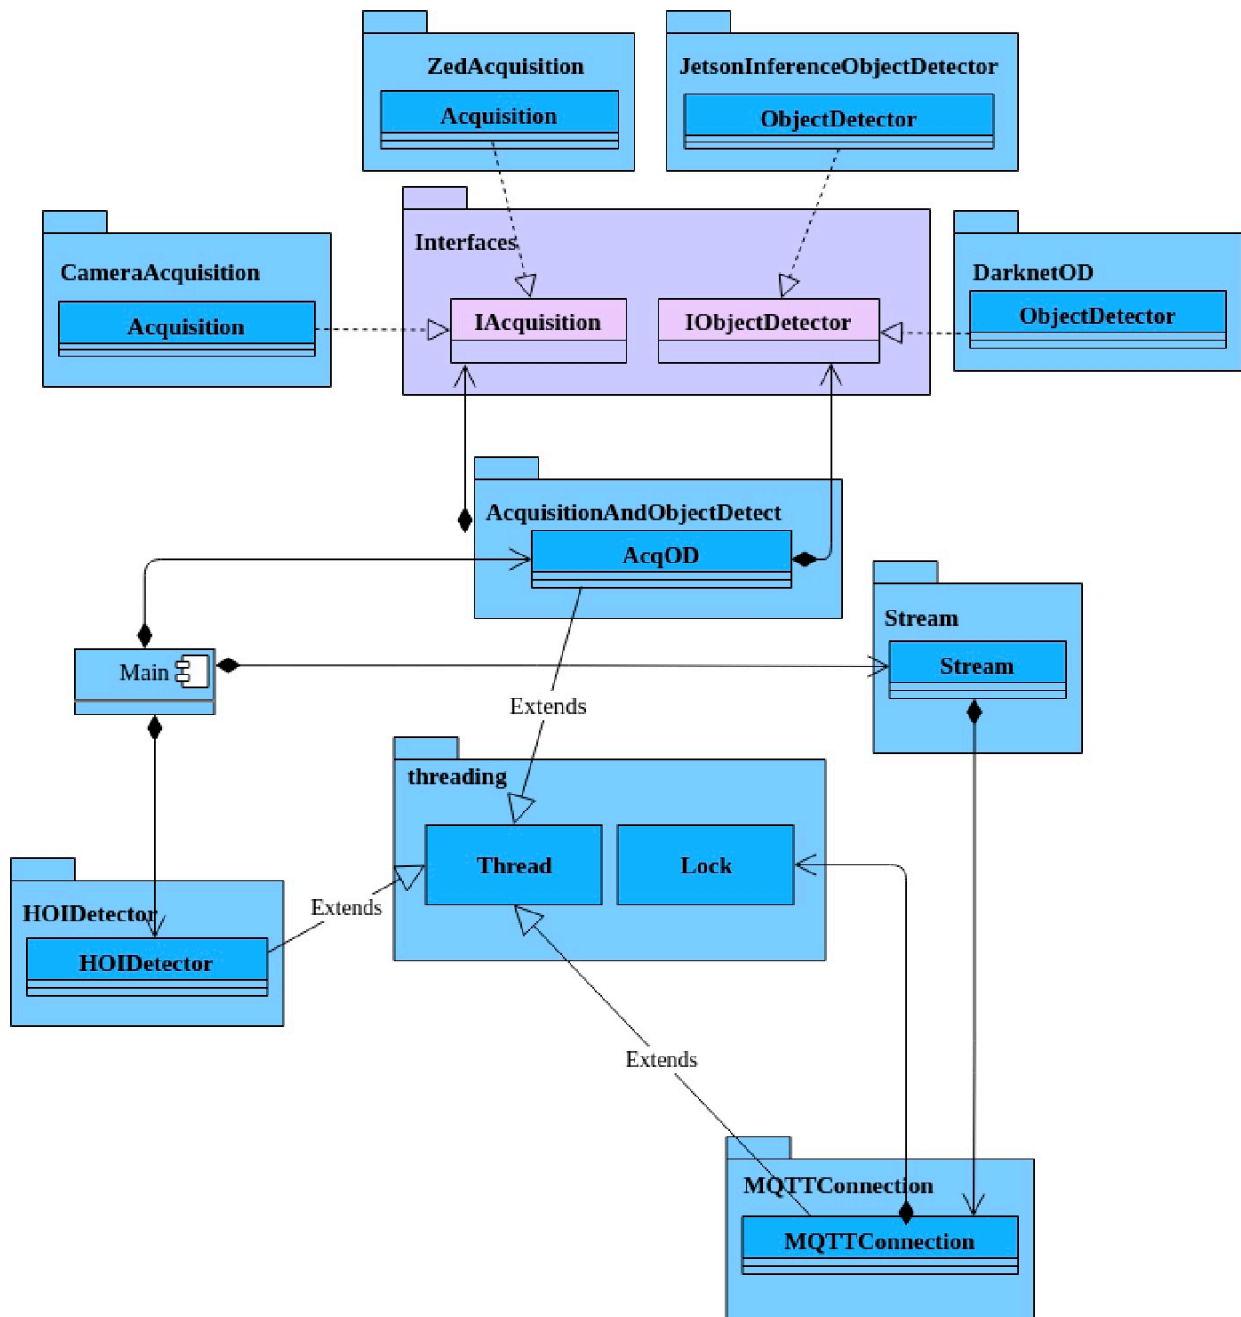 ZedAcquisition
Acquisition
JetsonInferenceObjectDetector
ObjectDetector
Interfaces
IAcquisition
IObjectDetector
CameraAcquisition
Acquisition
DarknetOD
ObjectDetector
AcquisitionAndObjectDetect
AcqOD
Stream
Stream
Main
Extends
threading
Thread
Lock
HOIDetector
HOIDetector
Extends
Extends
MQTTConnection
MQTTConnection